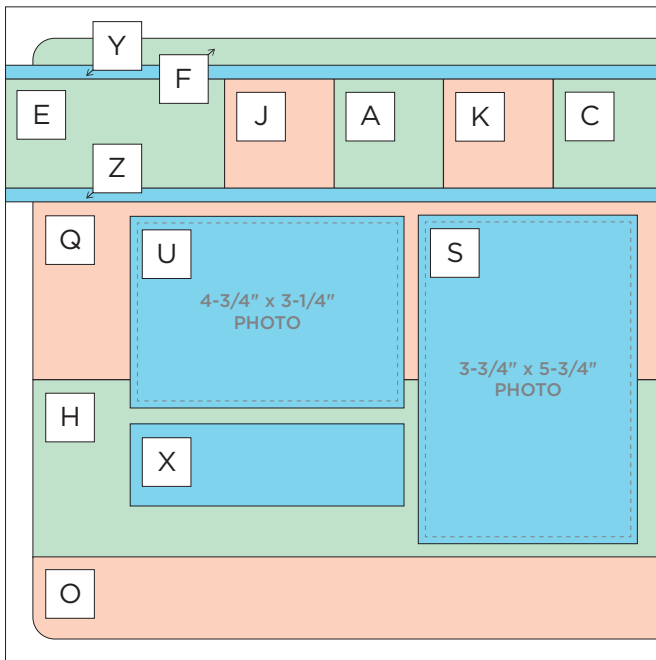 Y
F
E
J
A
K
C
Z
Q
U
S
4-3/4" x 3-1/4"
PHOTO
3-3/4" x 5-3/4"
PHOTO
H
X
O